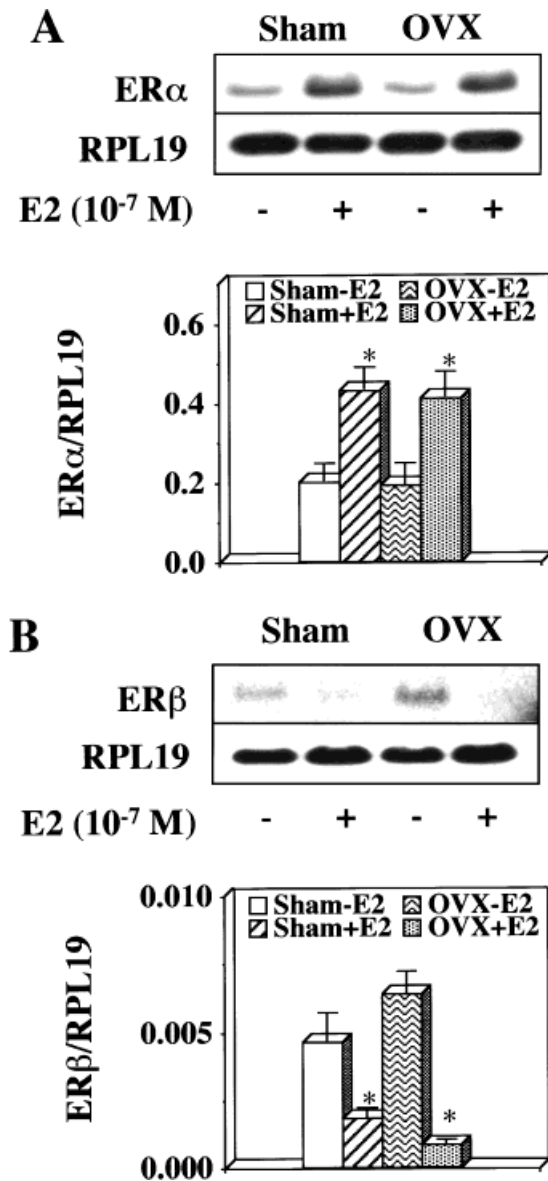 A
Sham OVX
ERα
RPL19
E2 (10⁻⁷ M) - + - +
Sham-E2 OVX-E2
Sham+E2 OVX+E2
ERα/RPL19
0.6
0.4
0.2
0.0
* *
B
Sham OVX
ERβ
RPL19
E2 (10⁻⁷ M) - + - +
Sham-E2 OVX-E2
Sham+E2 OVX+E2
ERβ/RPL19
0.010
0.005
0.000
* *